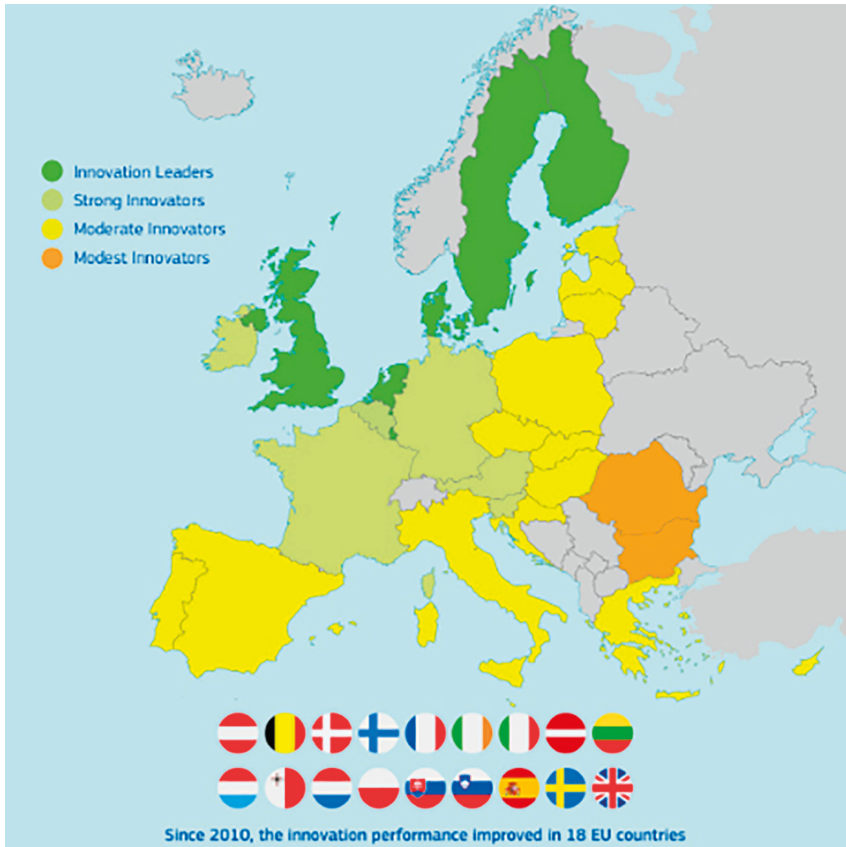 Innovation Leaders
Strong Innovators
Moderate Innovators
Modest Innovators
Since 2010, the innovation performance improved in 18 EU countries